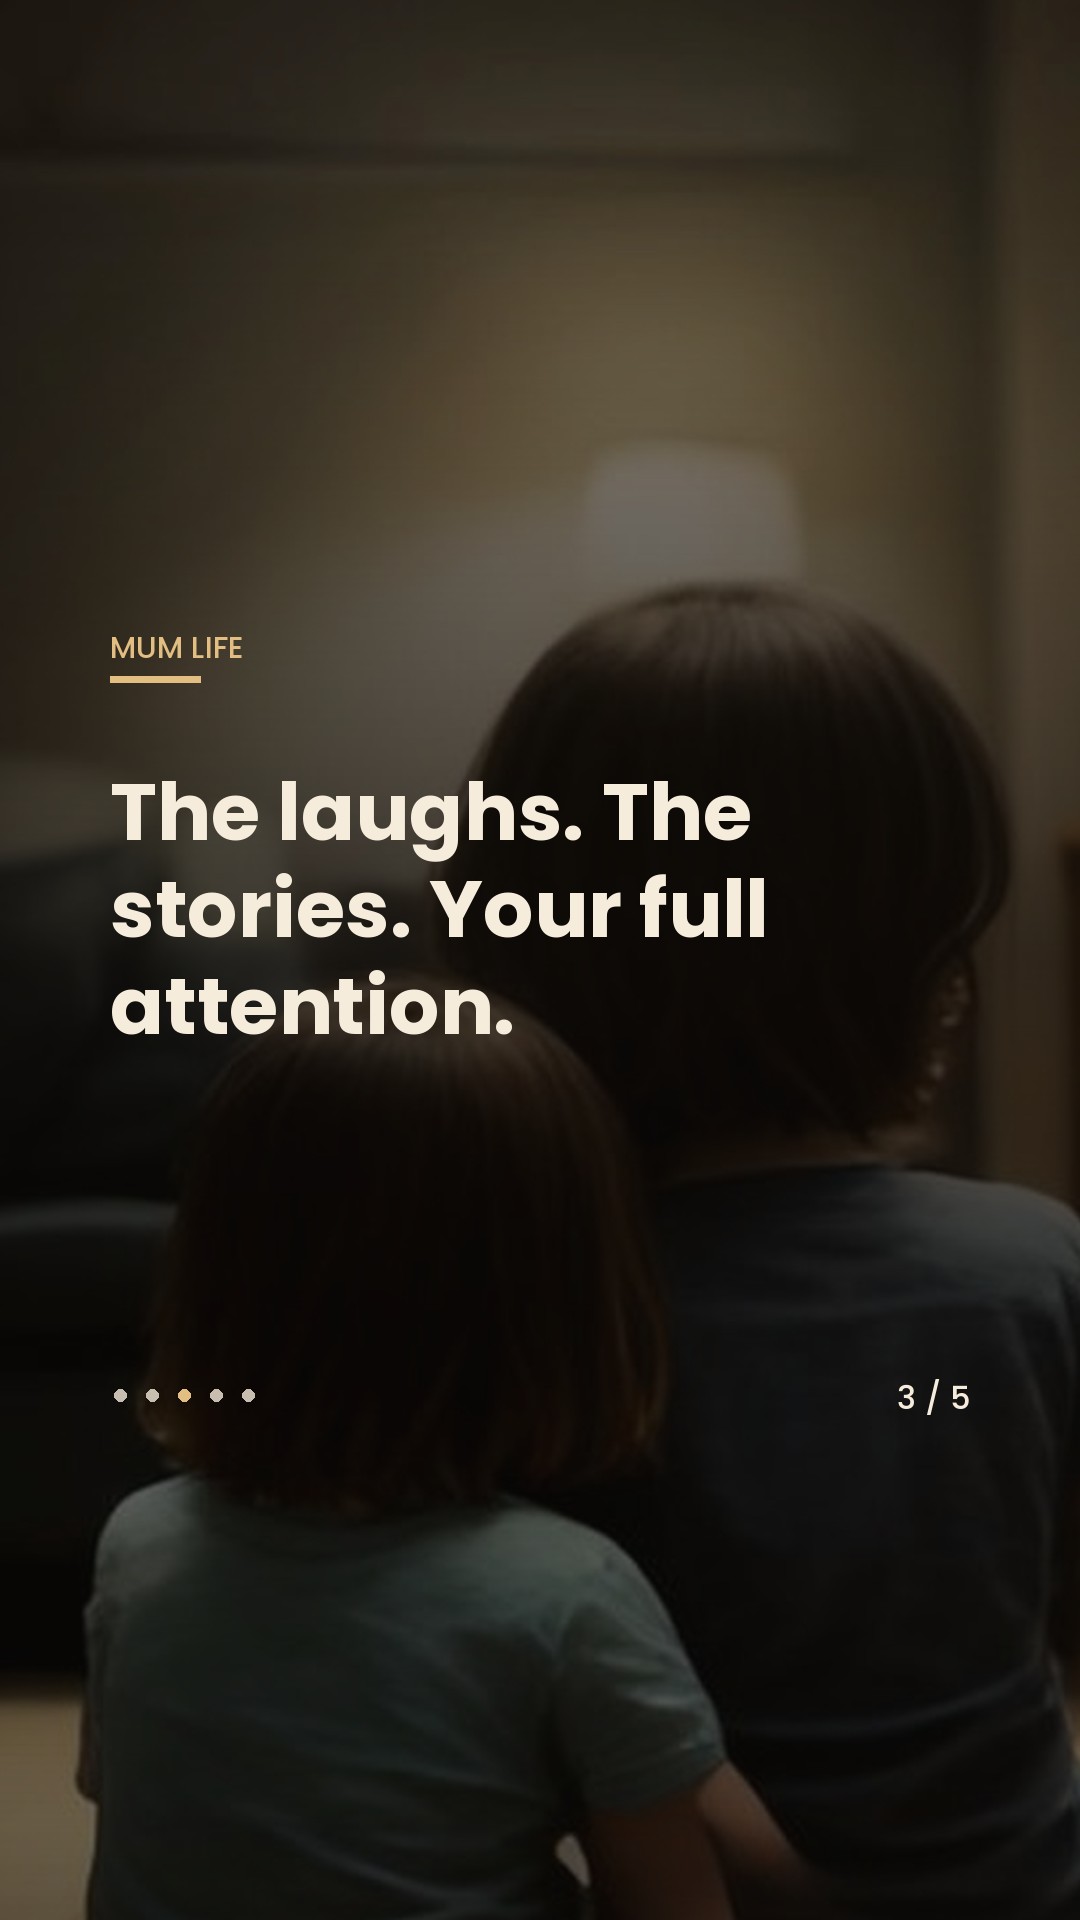 MUM LIFE
The laughs. The
stories. Your full
attention.
3 / 5